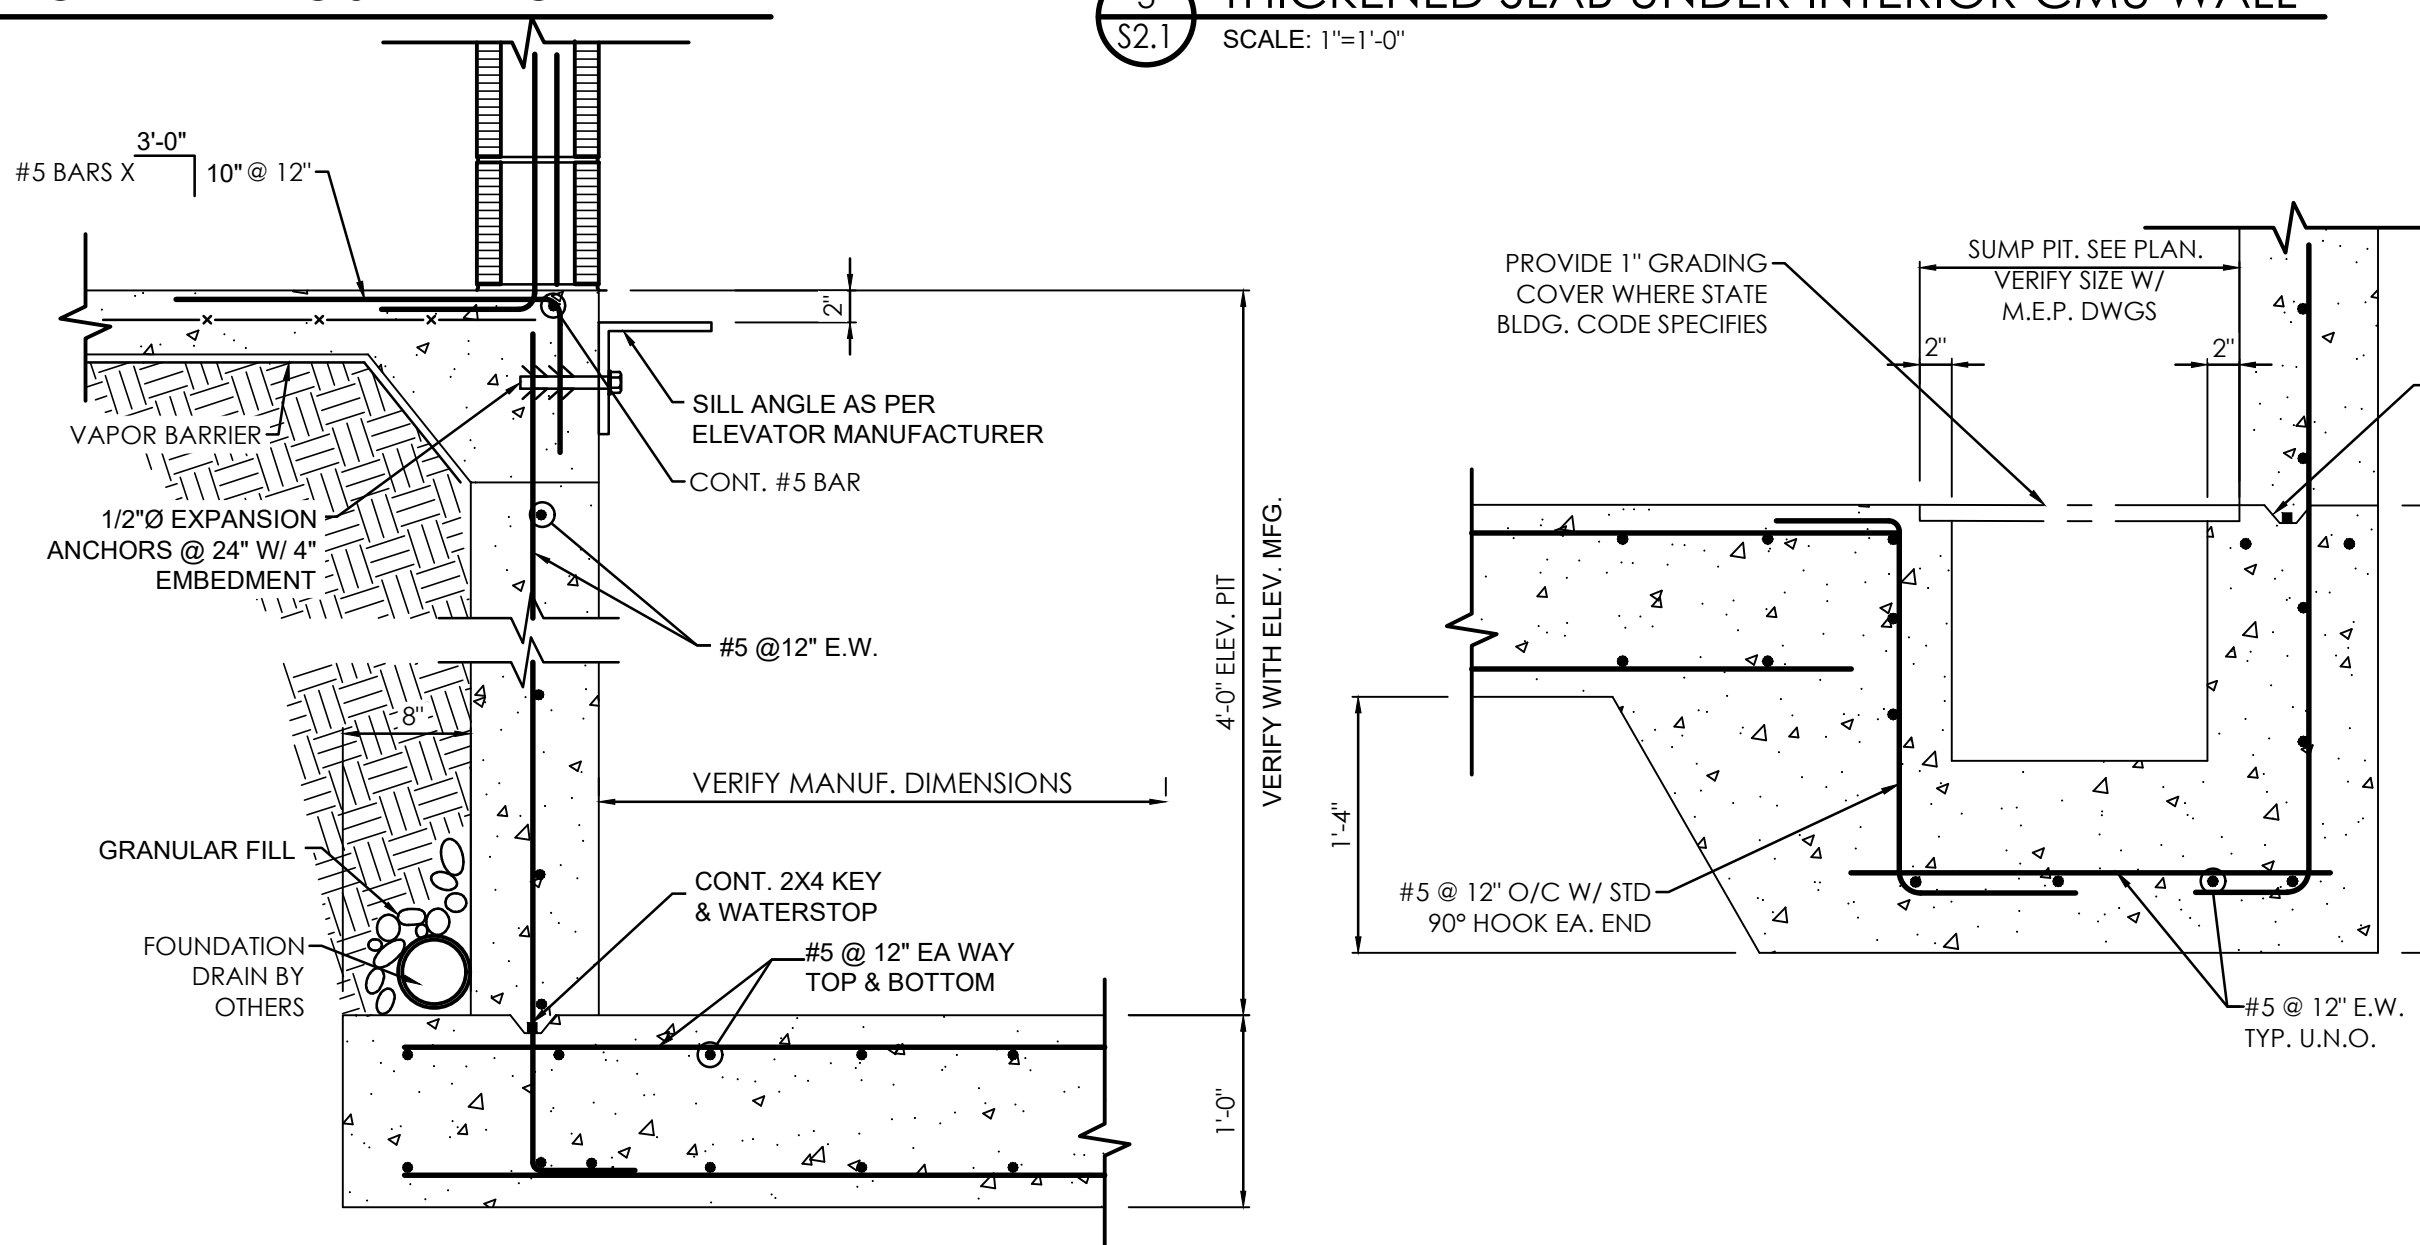 THICKENED SLAB UNDER INTERIOR CMU WALL
S2.1
SCALE: 1"=1'-0"
3'-0"
#5 BARS X
10" @ 12"
2"
VAPOR BARRIER
SILL ANGLE AS PER
ELEVATOR MANUFACTURER
CONT. #5 BAR
1/2"Ø EXPANSION
ANCHORS @ 24" W/ 4"
EMBEDMENT
#5 @12" E.W.
8"
4'-0" ELEV. PIT
VERIFY WITH ELEV. MFG.
VERIFY MANUF. DIMENSIONS
GRANULAR FILL
CONT. 2X4 KEY
& WATERSTOP
FOUNDATION
DRAIN BY
OTHERS
#5 @ 12" EA WAY
TOP & BOTTOM
1'-0"
PROVIDE 1" GRADING
COVER WHERE STATE
BLDG. CODE SPECIFIES
SUMP PIT. SEE PLAN.
VERIFY SIZE W/
M.E.P. DWGS
2"
2"
1'-4"
#5 @ 12" O/C W/ STD
90° HOOK EA. END
#5 @ 12" E.W.
TYP. U.N.O.